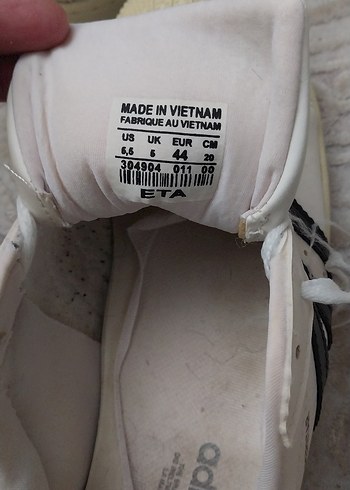 MADE IN VIETNAM
FABRIQUE AU VIETNAM
US UK EUR CM
5,5 5 44 20
304904 011 00
ETA